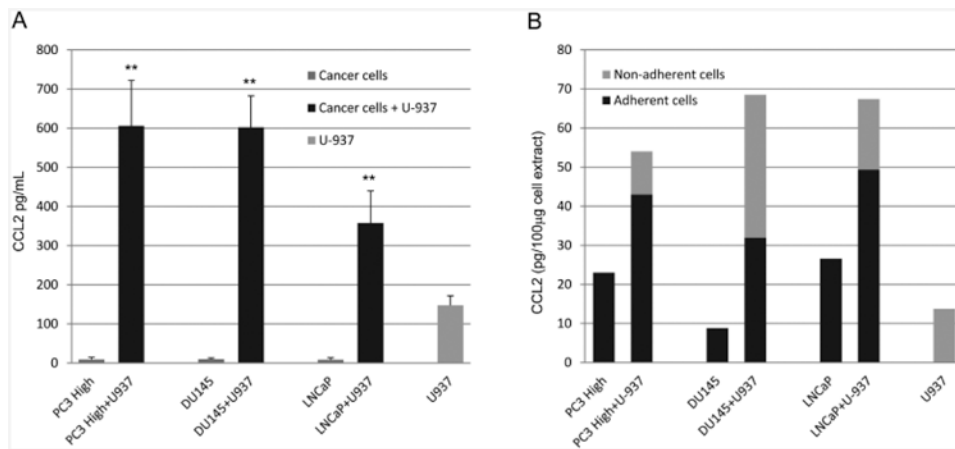 A
800
700
600
500
400
300
200
100
0
CCL2 pg/mL
**
**
**
Cancer cells
Cancer cells + U-937
U-937
PC3 High
PC3 High+U937
DU145
DU145+U937
LNCaP
LNCaP+U937
U937
B
80
70
60
50
40
30
20
10
0
CCL2 (pg/100µg cell extract)
Non-adherent cells
Adherent cells
PC3 High
PC3 High+U-937
DU145
DU145+U937
LNCaP
LNCaP+U-937
U937